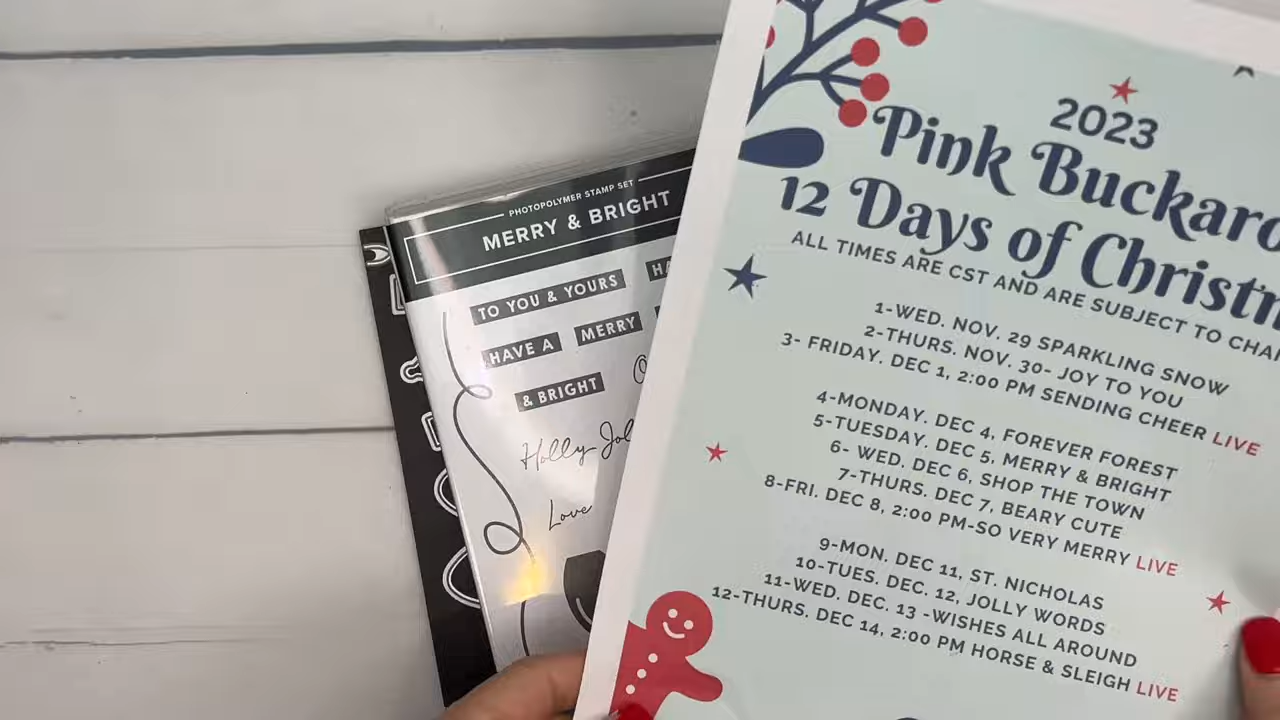 PHOTOPOLYMER STAMP SET
MERRY & BRIGHT
TO YOU & YOURS
HAVE A MERRY
& BRIGHT
Holly
Love
2023
Pink
12 Days of
ALL TIMES ARE CST AND ARE SUBJECT TO
1-WED. NOV. 29 SPARKLING SNOW
2-THURS. NOV. 30- JOY TO YOU
3- FRIDAY. DEC 1, 2:00 PM SENDING CHEER LIVE
4-MONDAY. DEC 4, FOREVER FOREST
5-TUESDAY. DEC 5, MERRY & BRIGHT
6- WED. DEC 6, SHOP THE TOWN
7-THURS. DEC 7, BEARY CUTE
8-FRI. DEC 8, 2:00 PM-SO VERY MERRY LIVE
9-MON. DEC 11, ST. NICHOLAS
10-TUES. DEC. 12, JOLLY WORDS
11-WED. DEC. 13 -WISHES ALL AROUND
12-THURS. DEC 14, 2:00 PM HORSE & SLEIGH LIVE